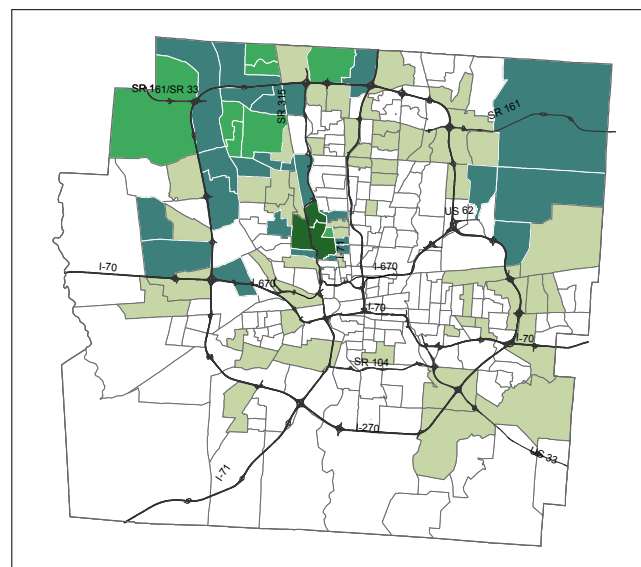 SR 161/SR 33
SR 315
SR 161
US 62
I-71
I-70
I-670
I-670
I-70
I-70
SR 104
I-270
US 33
I-71